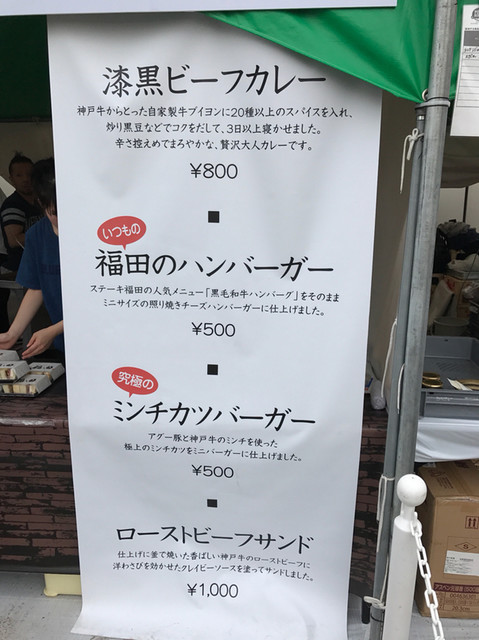 漆黒ビーフカレー
神戸牛からとった自家製牛ブイヨンに20種以上のスパイスを入れ、
炒り黒豆などでコクをだして、3日以上寝かせました。
辛さ控えめでまろやかな、贅沢大人カレーです。
¥800
いつもの
福田のハンバーガー
ステーキ福田の人気メニュー「黒毛和牛ハンバーグ」をそのまま
ミニサイズの照り焼きチーズハンバーガーに仕上げました。
¥500
究極の
ミンチカツバーガー
アグー豚と神戸牛のミンチを使った
極上のミンチカツをミニバーガーに仕上げました。
¥500
ローストビーフサンド
仕上げに釜で焼いた香ばしい神戸牛のローストビーフに
洋わさびを効かせたクレイビーソースを塗ってサンドしました。
¥1,000